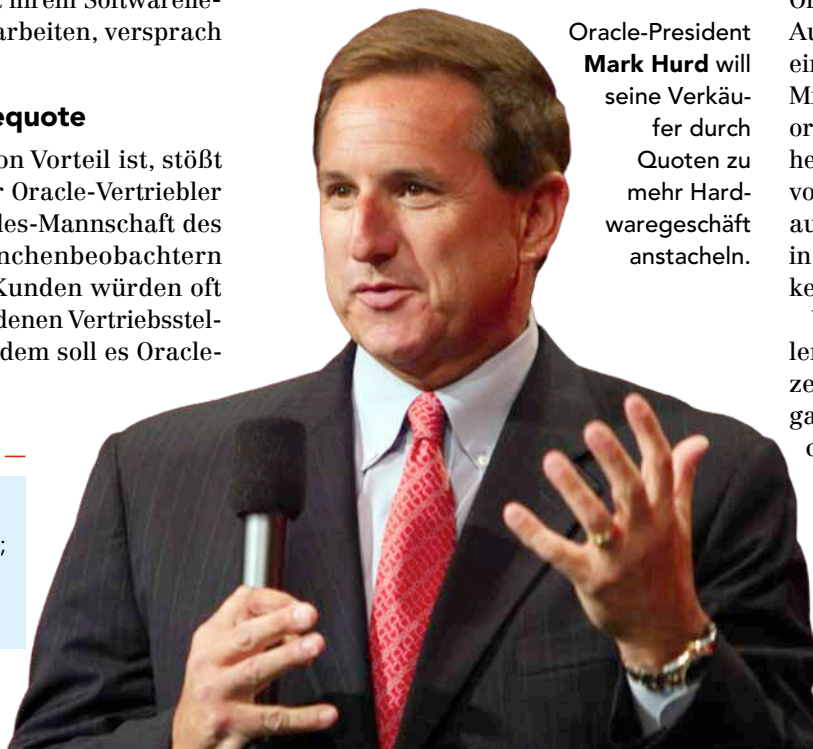 ihrem Softwarelie-
arbeiten, versprach
equote
on Vorteil ist, stößt
r Oracle-Vertriebler
les-Mannschaft des
nchenbeobachtern
Kunden würden oft
denen Vertriebsstel-
dem soll es Oracle-
;
Oracle-President
Mark Hurd will
seine Verkäu-
fer durch
Quoten zu
mehr Hard-
waregeschäft
anstacheln.
Au
ein
or
he
vo
au
in
ke
ze
ga